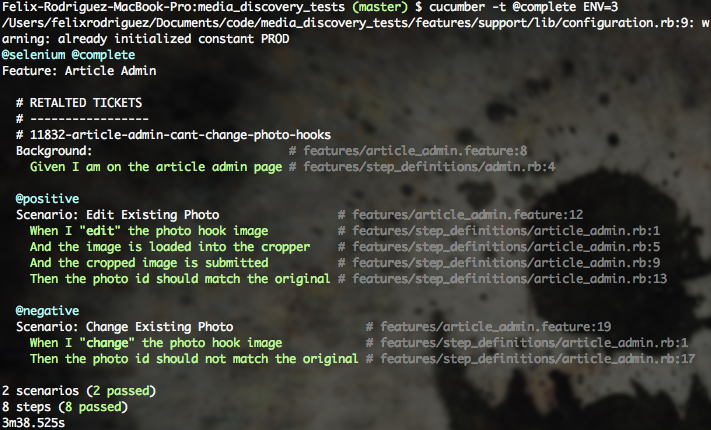 Felix-Rodriguez-MacBook-Pro:media_discovery_tests (master) $ cucumber -t @complete ENV=3
/Users/felixrodriguez/Documents/code/media_discovery_tests/features/support/lib/configuration.rb:9: w
arning: already initialized constant PROD
@selenium @complete
Feature: Article Admin
# RETALTED TICKETS
# -----------------
# 11832-article-admin-cant-change-photo-hooks
Background: # features/article_admin.feature:8
Given I am on the article admin page # features/step_definitions/admin.rb:4
@positive
Scenario: Edit Existing Photo # features/article_admin.feature:12
When I "edit" the photo hook image # features/step_definitions/article_admin.rb:1
And the image is loaded into the cropper # features/step_definitions/article_admin.rb:5
And the cropped image is submitted # features/step_definitions/article_admin.rb:9
Then the photo id should match the original # features/step_definitions/article_admin.rb:13
@negative
Scenario: Change Existing Photo # features/article_admin.feature:19
When I "change" the photo hook image # features/step_definitions/article_admin.rb:1
Then the photo id should not match the original # features/step_definitions/article_admin.rb:17
2 scenarios (2 passed)
8 steps (8 passed)
3m38.525s